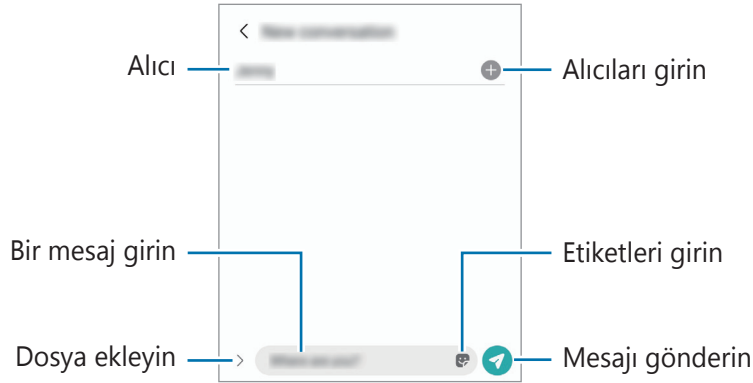 Alıcı
Alıcıları girin
Bir mesaj girin
Etiketleri girin
Dosya ekleyin
Mesajı gönderin